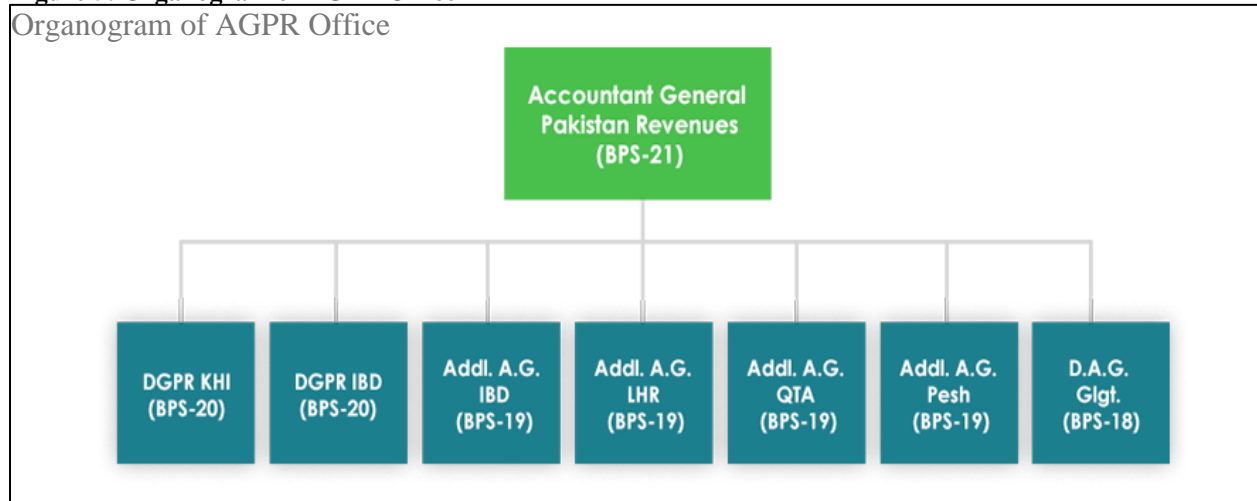 Organogram of AGPR Office
Accountant General
Pakistan Revenues
(BPS-21)
DGPR KHI
(BPS-20)
DGPR IBD
(BPS-20)
Addl. A.G.
IBD
(BPS-19)
Addl. A.G.
LHR
(BPS-19)
Addl. A.G.
QTA
(BPS-19)
Addl. A.G.
Pesh
(BPS-19)
D.A.G.
Glgt.
(BPS-18)